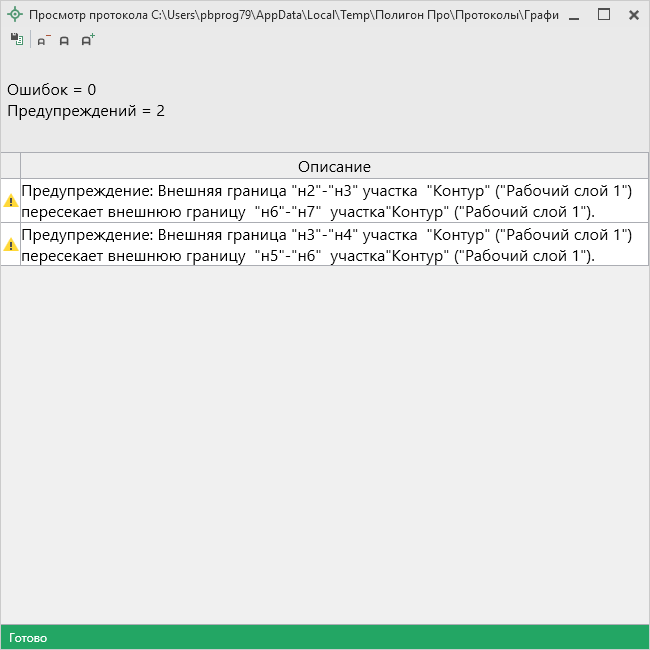 Просмотр протокола C:\Users\pbprog79\AppData\Local\Temp\Полигон Про\Протоколы\Графи
Ошибок = 0
Предупреждений = 2
Описание
Предупреждение: Внешняя граница "н2"-"н3" участка  "Контур" ("Рабочий слой 1")
пересекает внешнюю границу  "н6"-"н7"  участка"Контур" ("Рабочий слой 1").
Предупреждение: Внешняя граница "н3"-"н4" участка  "Контур" ("Рабочий слой 1")
пересекает внешнюю границу  "н5"-"н6"  участка"Контур" ("Рабочий слой 1").
Готово